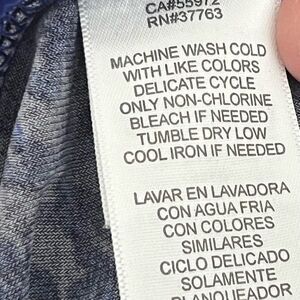 CA#55972
RN#37763
MACHINE WASH COLD
WITH LIKE COLORS
DELICATE CYCLE
ONLY NON-CHLORINE
BLEACH IF NEEDED
TUMBLE DRY LOW
COOL IRON IF NEEDED
LAVAR EN LAVADORA
CON AGUA FRIA
CON COLORES
SIMILARES
CICLO DELICADO
SOLAMENTE
BLANQUEADOR